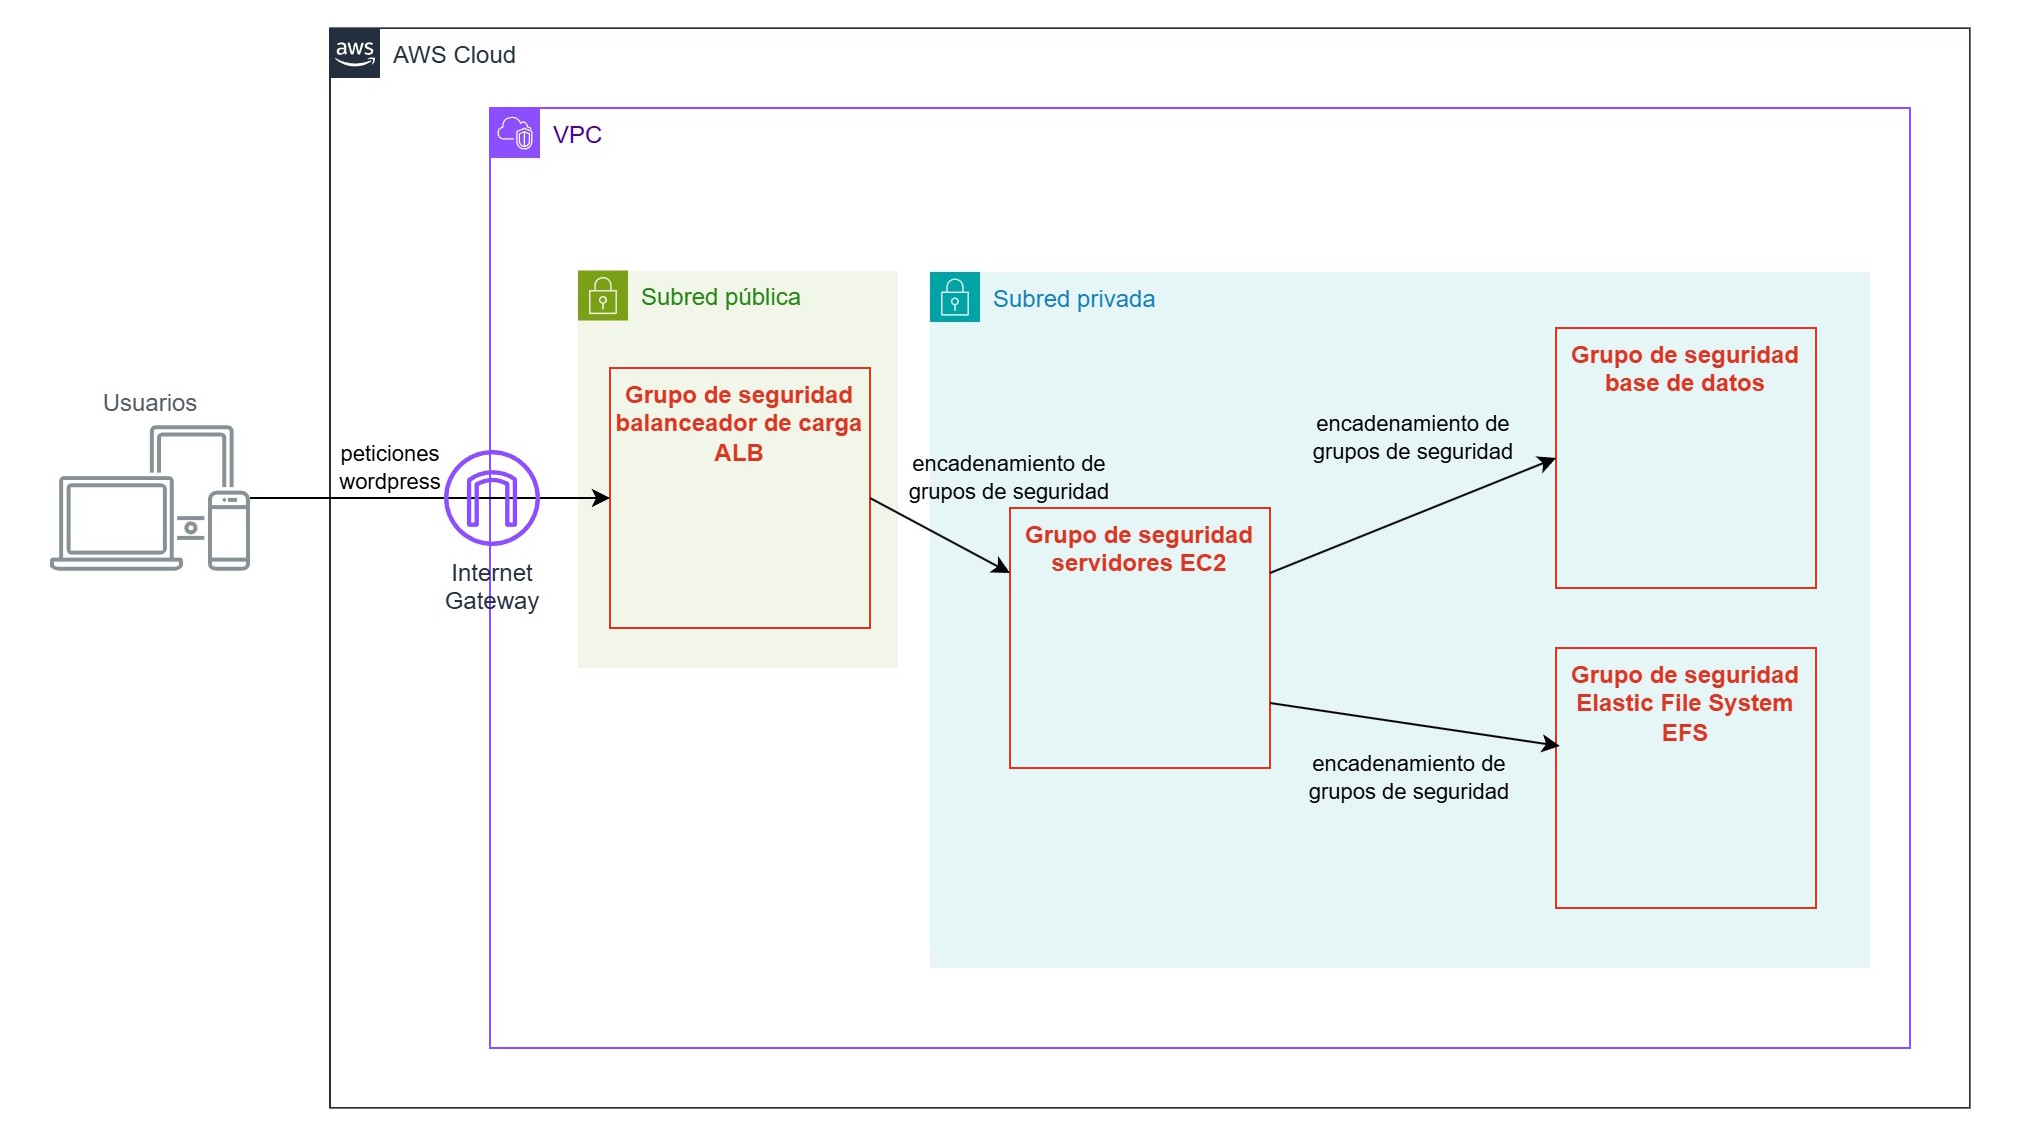 aws
AWS Cloud
VPC
Subred pública
Subred privada
Grupo de seguridad
base de datos
Grupo de seguridad
balanceador de carga
ALB
Usuarios
peticiones
wordpress
encadenamiento de
grupos de seguridad
encadenamiento de
grupos de seguridad
Grupo de seguridad
servidores EC2
Internet
Gateway
Grupo de seguridad
Elastic File System
EFS
encadenamiento de
grupos de seguridad